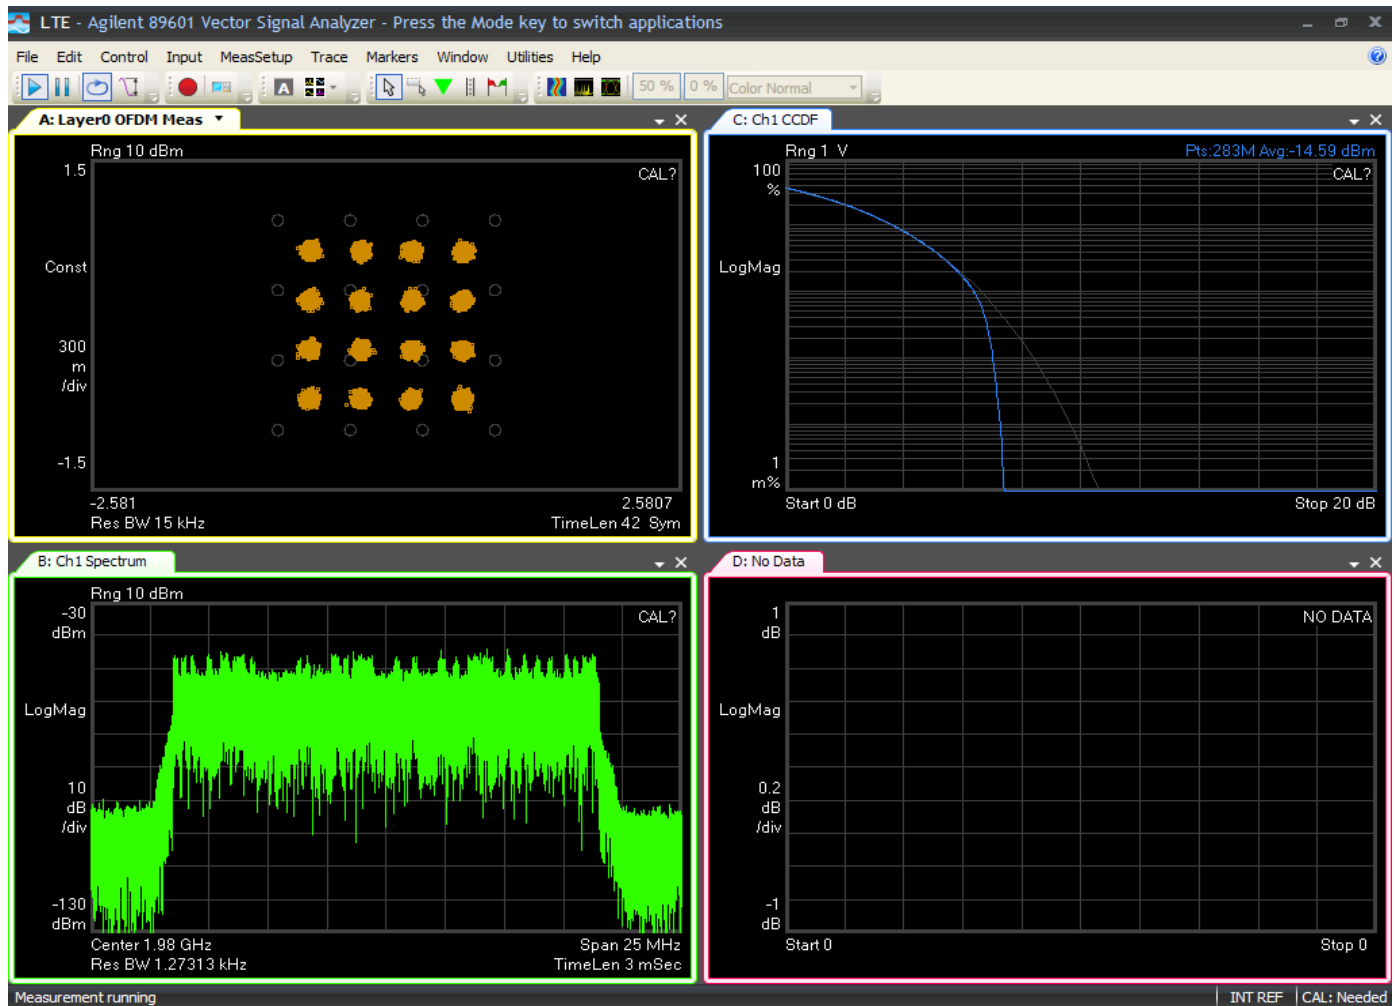 LTE - Agilent 89601 Vector Signal Analyzer - Press the Mode key to switch applications
File Edit Control Input MeasSetup Trace Markers Window Utilities Help
A 50 % 0 % Color Normal
A: Layer0 OFDM Meas
Rng 10 dBm
1.5
CAL?
Const
300
m
/div
-1.5
-2.581 2.5807
Res BW 15 kHz TimeLen 42 Sym
C: Ch1 CCDF
Rng 1 V Pts:283M Avg:-14.59 dBm
100
%
CAL?
LogMag
1
m%
Start 0 dB Stop 20 dB
B: Ch1 Spectrum
Rng 10 dBm
-30
dBm
CAL?
LogMag
10
dB
/div
-130
dBm
Center 1.98 GHz Span 25 MHz
Res BW 1.27313 kHz TimeLen 3 mSec
D: No Data
1
dB
NO DATA
LogMag
0.2
dB
/div
-1
dB
Start 0 Stop 0
Measurement running INT REF CAL: Needed